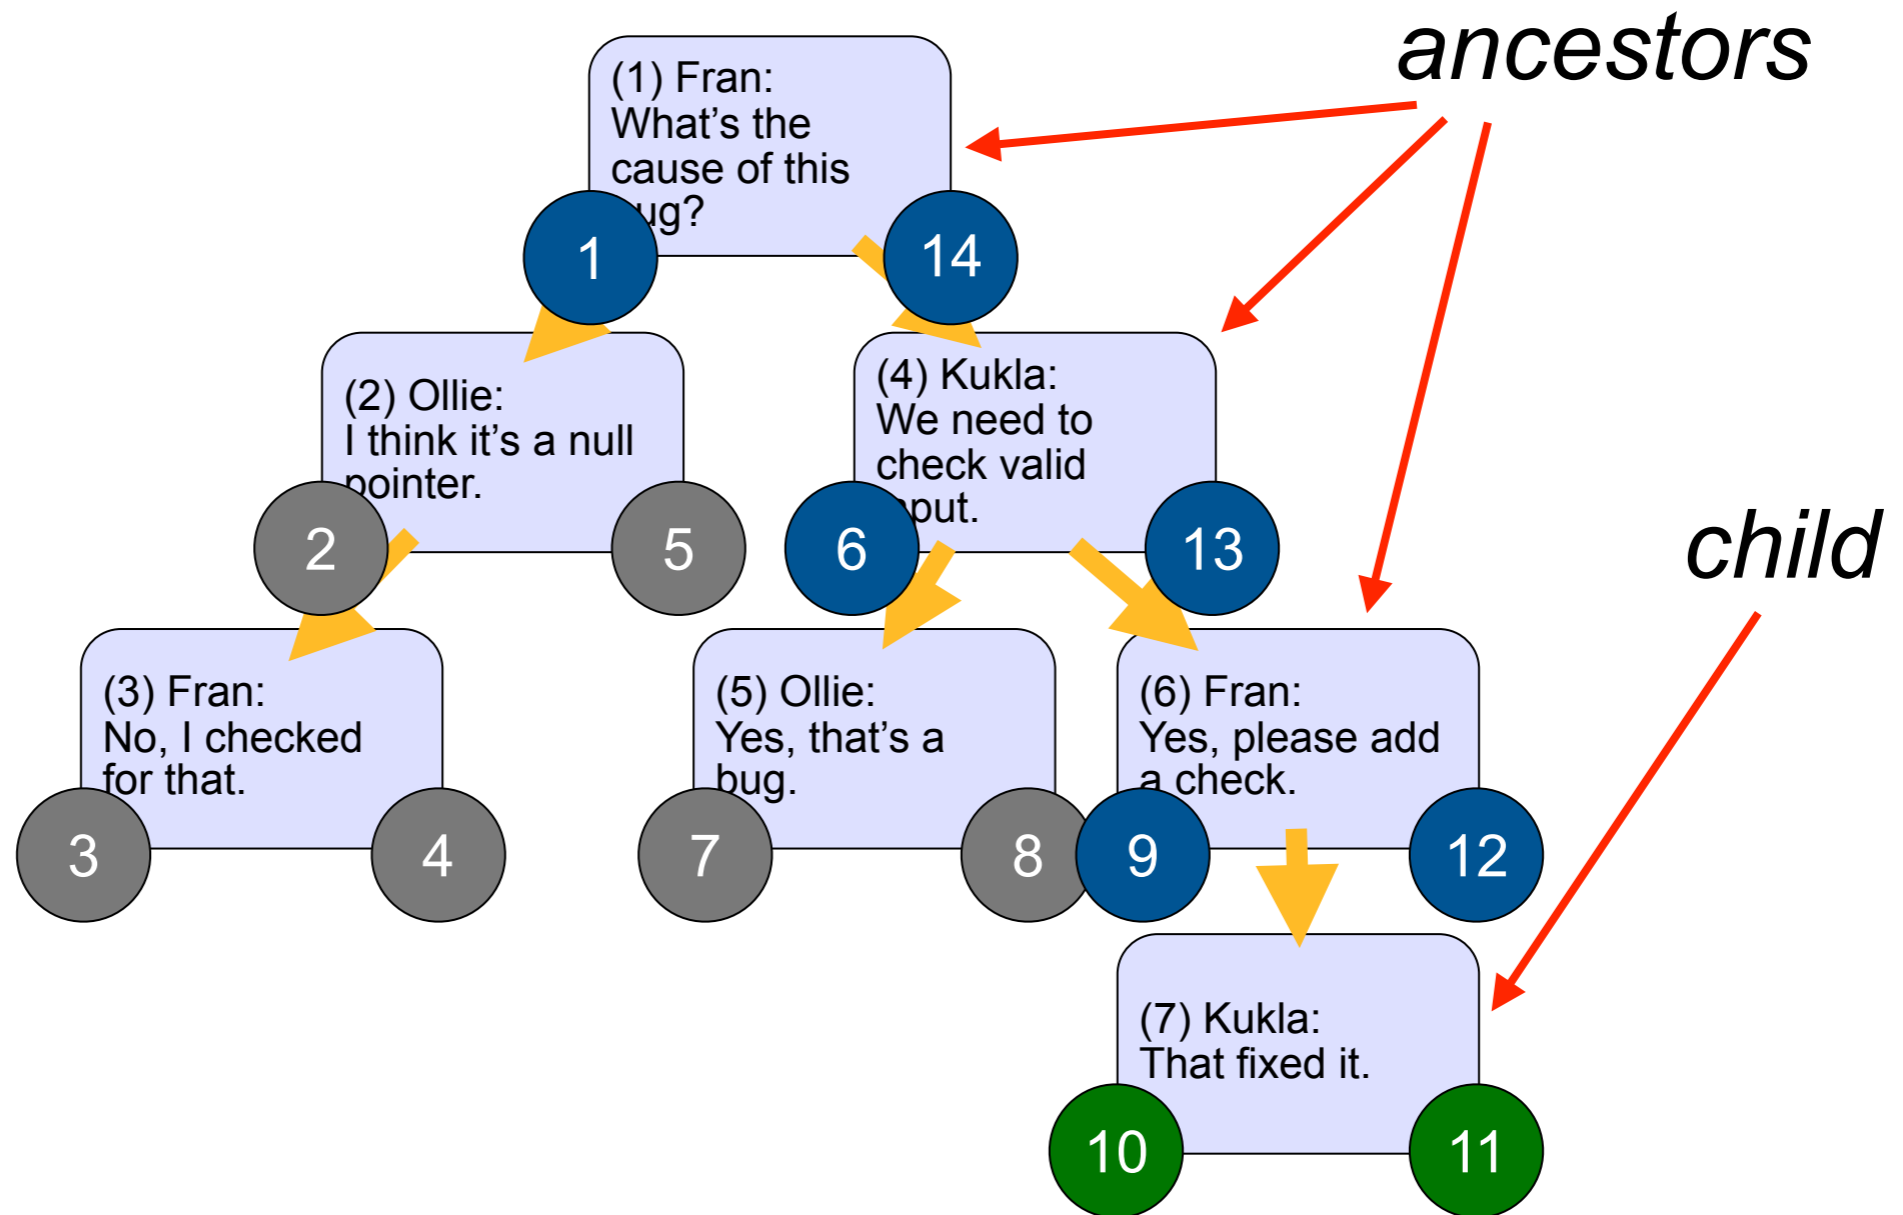 ancestors
(1) Fran:
What's the
cause of this
ug?
1
14
(2) Ollie:
I think it's a null
pointer.
2
5
(4) Kukla:
We need to
check valid
put.
6
13
child
(3) Fran:
No, I checked
for that.
3
4
(5) Ollie:
Yes, that's a
bug.
7
8
(6) Fran:
Yes, please add
a check.
9
12
(7) Kukla:
That fixed it.
10
11